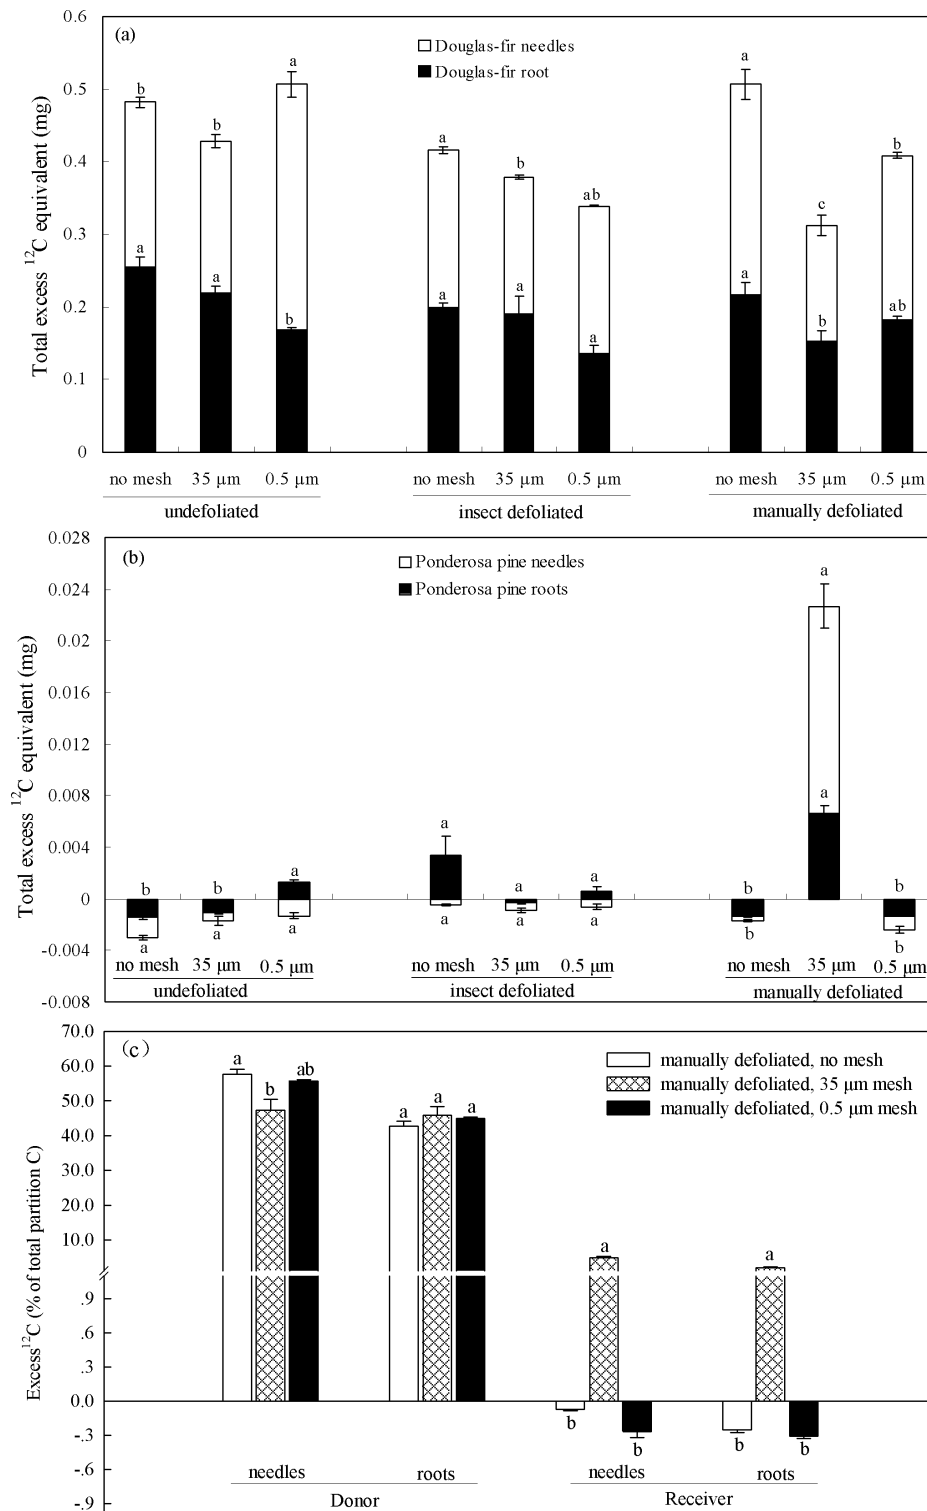 0.6
(a)
Douglas-fir needles
Douglas-fir root
a
a
b
0.5
b
a
b
b
0.4
ab
c
0.3
a
a
a
a
a
ab
0.2
b
b
a
0.1
0
Total excess 12C equivalent (mg)
no mesh 35 µm 0.5 µm no mesh 35 µm 0.5 µm no mesh 35 µm 0.5 µm
undefoliated insect defoliated manually defoliated
0.028
(b)
Ponderosa pine needles
Ponderosa pine roots
a
0.024
0.02
0.016
0.012
0.008
a
a
0.004
a
a
a
b b
b b
0
a a a
a a a
b b
-0.004
-0.008
Total excess 12C equivalent (mg)
no mesh 35 µm 0.5 µm no mesh 35 µm 0.5 µm no mesh 35 µm 0.5 µm
undefoliated insect defoliated manually defoliated
70.0
(c)
manually defoliated, no mesh
manually defoliated, 35 µm mesh
manually defoliated, 0.5 µm mesh
a b ab
60.0
a a a
50.0
40.0
30.0
20.0
10.0
a a
.9
.6
.3
0.0
b b b b
-0.3
-.6
-.9
Excess12C (% of total partition C)
needles roots needles roots
Donor Receiver